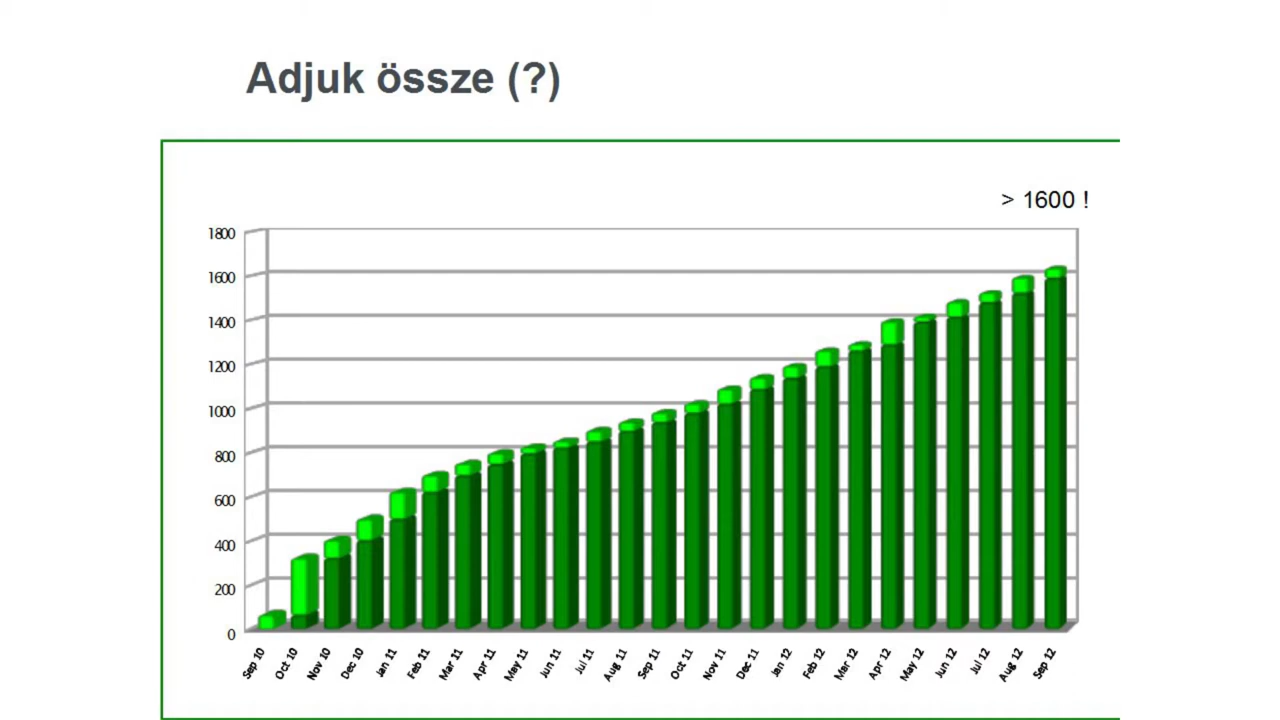 Adjuk össze (?)
> 1600 !
1800
1600
1400
1200
1000
800
600
400
200
0
Sep 10
Oct 10
Nov 10
Dec 10
Jan 11
Feb 11
Mar 11
Apr 11
May 11
Jun 11
Jul 11
Aug 11
Sep 11
Oct 11
Nov 11
Dec 11
Jan 12
Feb 12
Mar 12
Apr 12
May 12
Jun 12
Jul 12
Aug 12
Sep 12